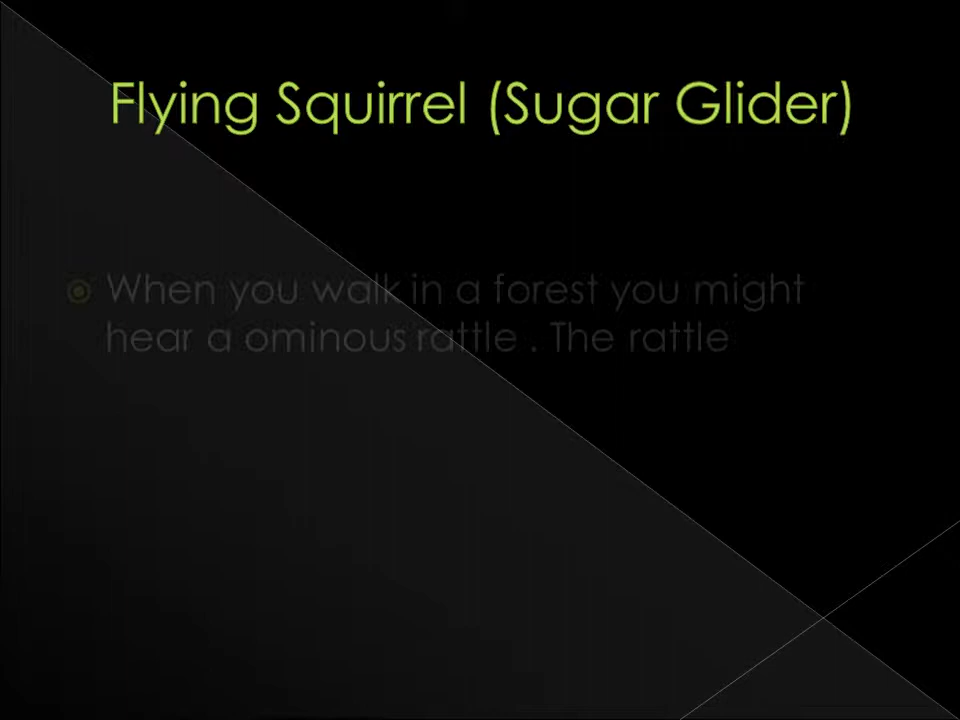 Flying Squirrel (Sugar Glider)
When you walk in a forest you might
hear a ominous rattle . The rattle